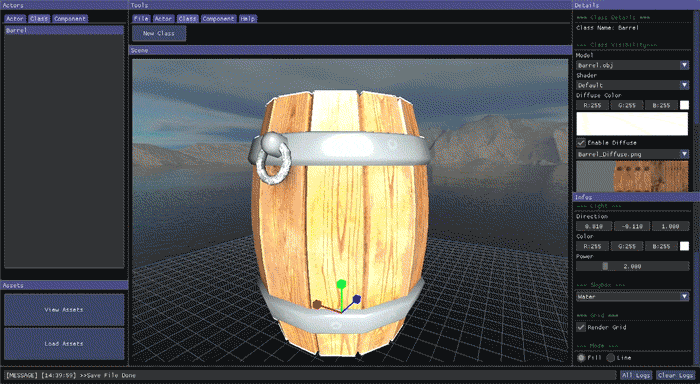 Actors
Actor Class Component
Barrel
Assets
View Assets
Load Assets
Tools
File Actor Class Component Help
New Class
Scene
Details
=== Class Details ===
Class Name: Barrel
--- Class Visibility---
Model
Barrel.obj
Shader
Default
Diffuse Color
R:255 G:255 B:255
Enable Diffuse
Barrel_Diffuse.png
Infos
--- Light ---
Direction
0.810 -0.110 1.000
Color
R:255 G:255 B:255
Power
2.000
--- Skybox ---
Water
=== Grid ===
Render Grid
--- Mode ---
Fill Line
[MESSAGE] [14:39:59] >>Save File Done
All Logs Clear Logs